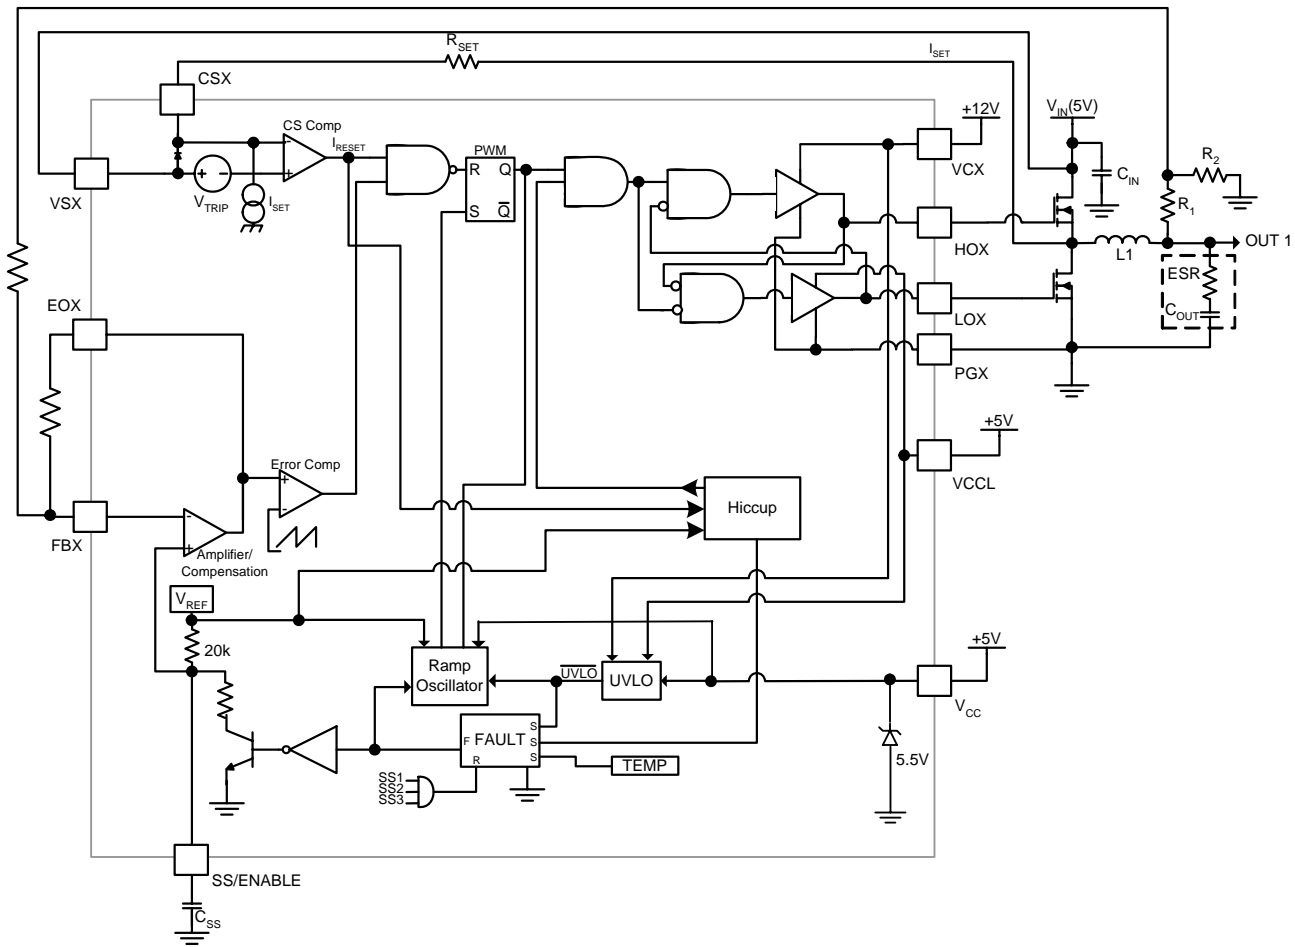 R_SET
I_SET
CSX
+12V
V_IN(5V)
CS Comp
I_RESET
PWM
R Q
S Q̅
VCX
C_IN
R_2
VSX
V_TRIP
I_SET
R_1
HOX
OUT 1
L1
ESR
EOX
LOX
C_OUT
PGX
+5V
Error Comp
VCCL
Hiccup
FBX
Amplifier/
Compensation
V_REF
20k
+5V
Ramp
Oscillator
U̅V̅L̅O̅
UVLO
V_CC
F FAULT S
S
S
R
TEMP
5.5V
SS1
SS2
SS3
SS/ENABLE
C_SS
- +
-
+
+
-
-
+